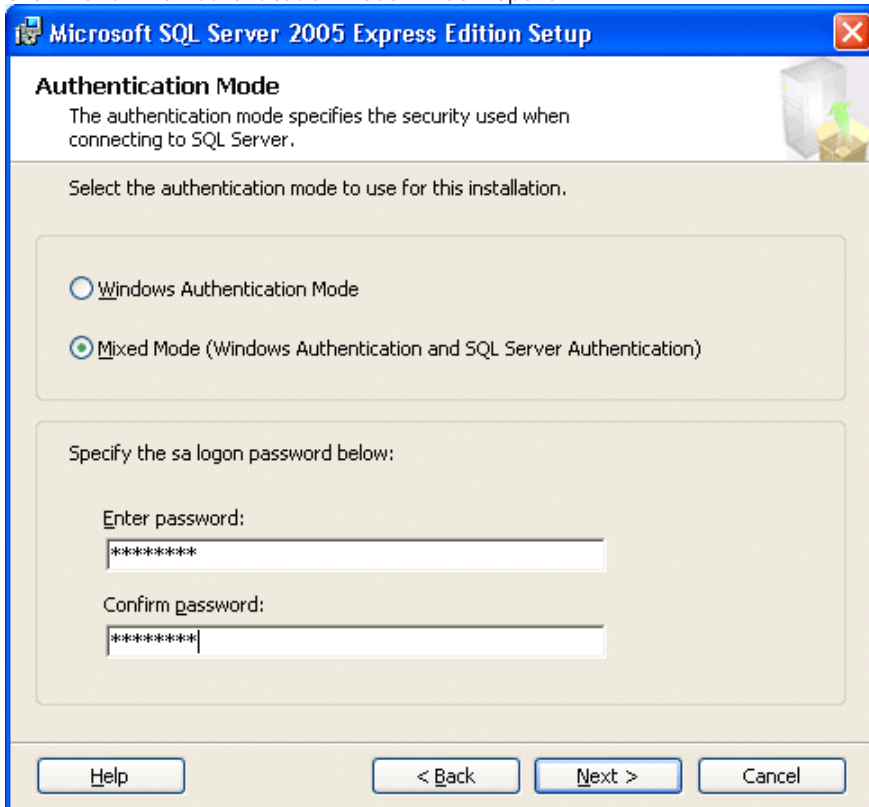 Microsoft SQL Server 2005 Express Edition Setup
Authentication Mode
The authentication mode specifies the security used when
connecting to SQL Server.
Select the authentication mode to use for this installation.
Windows Authentication Mode
Mixed Mode (Windows Authentication and SQL Server Authentication)
Specify the sa logon password below:
Enter password:
********
Confirm password:
********
Help
< Back
Next >
Cancel